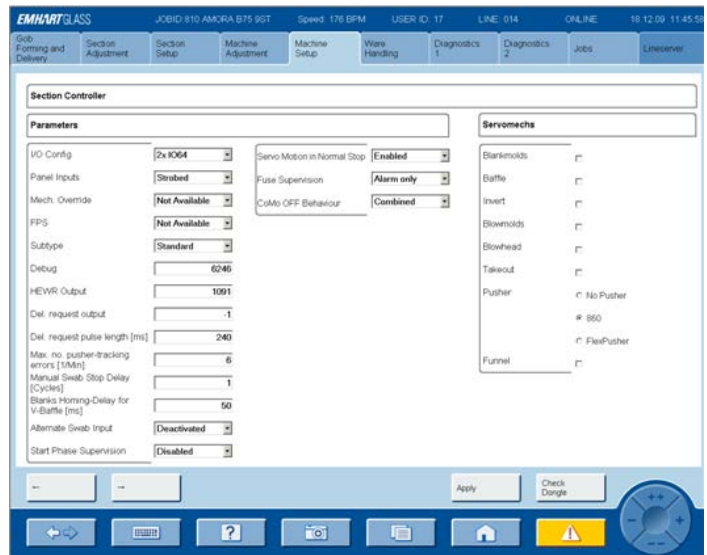 EMHART GLASS JOBID:810 AMORA B75 9ST Speed: 176 BPM USER ID: 17 LINE: 014 ONLINE 18.12.09 11:45:58
Gob Forming and Delivery
Section Adjustment
Section Setup
Machine Adjustment
Machine Setup
Ware Handling
Diagnostics 1
Diagnostics 2
Jobs
Lineserver
Section Controller
Parameters
I/O Config 2x IO64
Panel Inputs Strobed
Mech. Override Not Available
FPS Not Available
Subtype Standard
Debug 6246
HEWR Output 1091
Del. request output -1
Del. request pulse length [ms] 240
Max. no. pusher-tracking
errors [1/Min] 6
Manual Swab Stop Delay
[Cycles] 1
Blanks Homing-Delay for
V-Baffle [ms] 50
Alternate Swab Input Deactivated
Start Phase Supervision Disabled
Servo Motion in Normal Stop Enabled
Fuse Supervision Alarm only
CoMo OFF Behaviour Combined
Servomechs
Blankmolds
Baffle
Invert
Blowmolds
Blowhead
Takeout
Pusher No Pusher
860
FlexPusher
Funnel
← →
Apply
Check
Dongle
?
++
- +
--